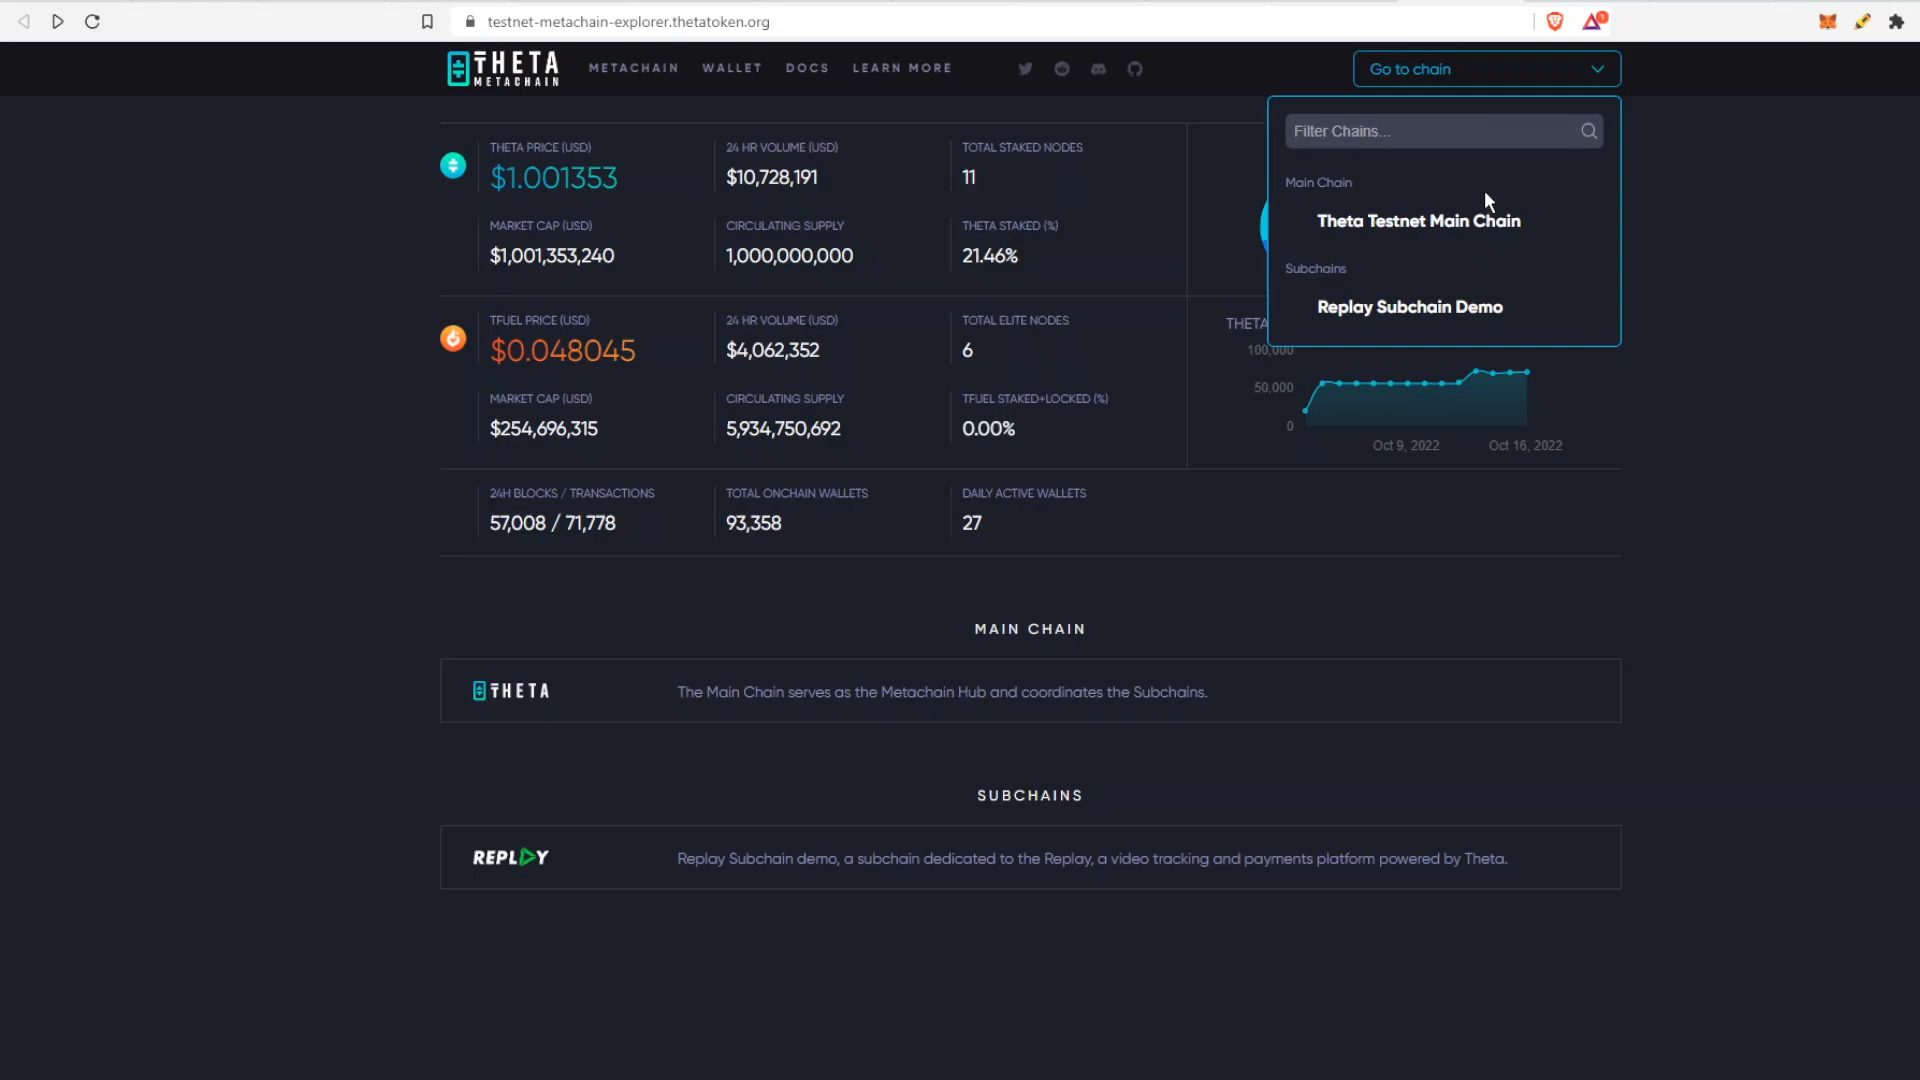 testnet-metachain-explorer.thetatoken.org
1
THETA
METACHAIN
METACHAIN
WALLET
DOCS
LEARN MORE
Go to chain
Filter Chains...
Main Chain
Theta Testnet Main Chain
Subchains
Replay Subchain Demo
THETA PRICE (USD)
$1.001353
24 HR VOLUME (USD)
$10,728,191
TOTAL STAKED NODES
11
MARKET CAP (USD)
$1,001,353,240
CIRCULATING SUPPLY
1,000,000,000
THETA STAKED (%)
21.46%
TFUEL PRICE (USD)
$0.048045
24 HR VOLUME (USD)
$4,062,352
TOTAL ELITE NODES
6
THETA
100,000
50,000
0
Oct 9, 2022
Oct 16, 2022
MARKET CAP (USD)
$254,696,315
CIRCULATING SUPPLY
5,934,750,692
TFUEL STAKED+LOCKED (%)
0.00%
24H BLOCKS / TRANSACTIONS
57,008 / 71,778
TOTAL ONCHAIN WALLETS
93,358
DAILY ACTIVE WALLETS
27
MAIN CHAIN
THETA
The Main Chain serves as the Metachain Hub and coordinates the Subchains.
SUBCHAINS
REPLAY
Replay Subchain demo, a subchain dedicated to the Replay, a video tracking and payments platform powered by Theta.